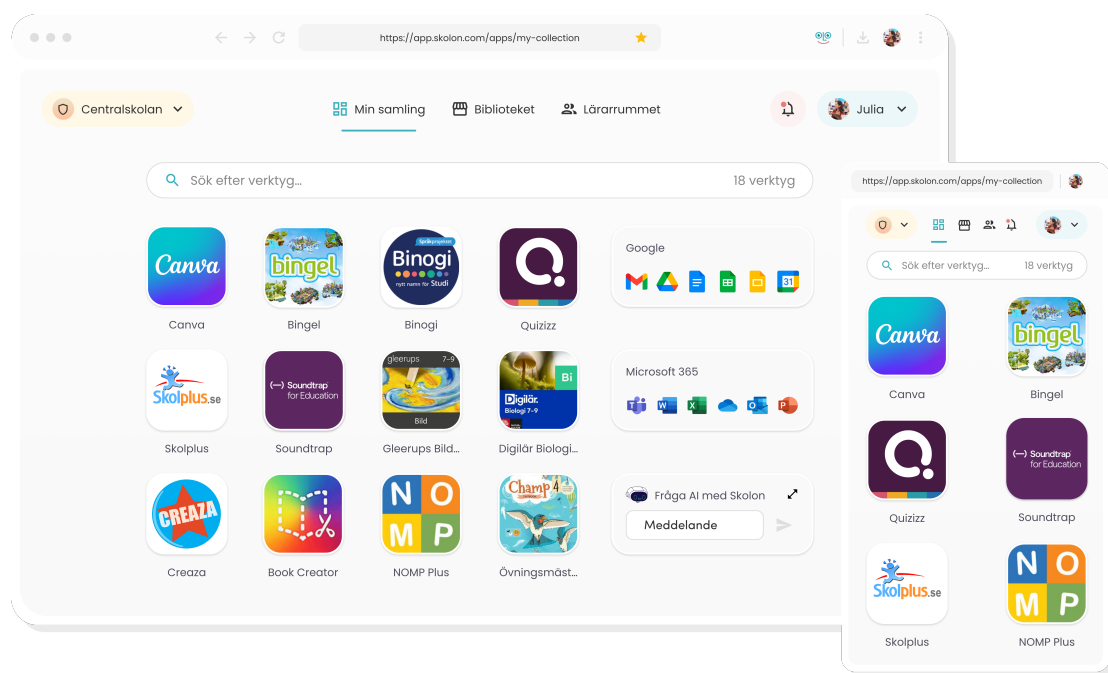 https://app.skolon.com/apps/my-collection
Centralskolan
Min samling
Biblioteket
Lärarrummet
Julia
Sök efter verktyg...
18 verktyg
Canva
bingel
Språkprojektet
Binogi
nytt namn för Studi
Google
31
Canva
Bingel
Binogi
Quizizz
Skolplus.se
Soundtrap
for Education
gleerups 7–9
Bild
Bi
Digilär.
Biologi 7–9
Microsoft 365
Skolplus
Soundtrap
Gleerups Bild...
Digilär Biologi...
CREAZA
N O
M P
Champ 4
Fråga AI med Skolon
Meddelande
Creaza
Book Creator
NOMP Plus
Övningsmäst...
https://app.skolon.com/apps/my-collection
Sök efter verktyg...
18 verktyg
Canva
bingel
Canva
Bingel
Soundtrap
for Education
Quizizz
Soundtrap
Skolplus.se
N O
M P
Skolplus
NOMP Plus